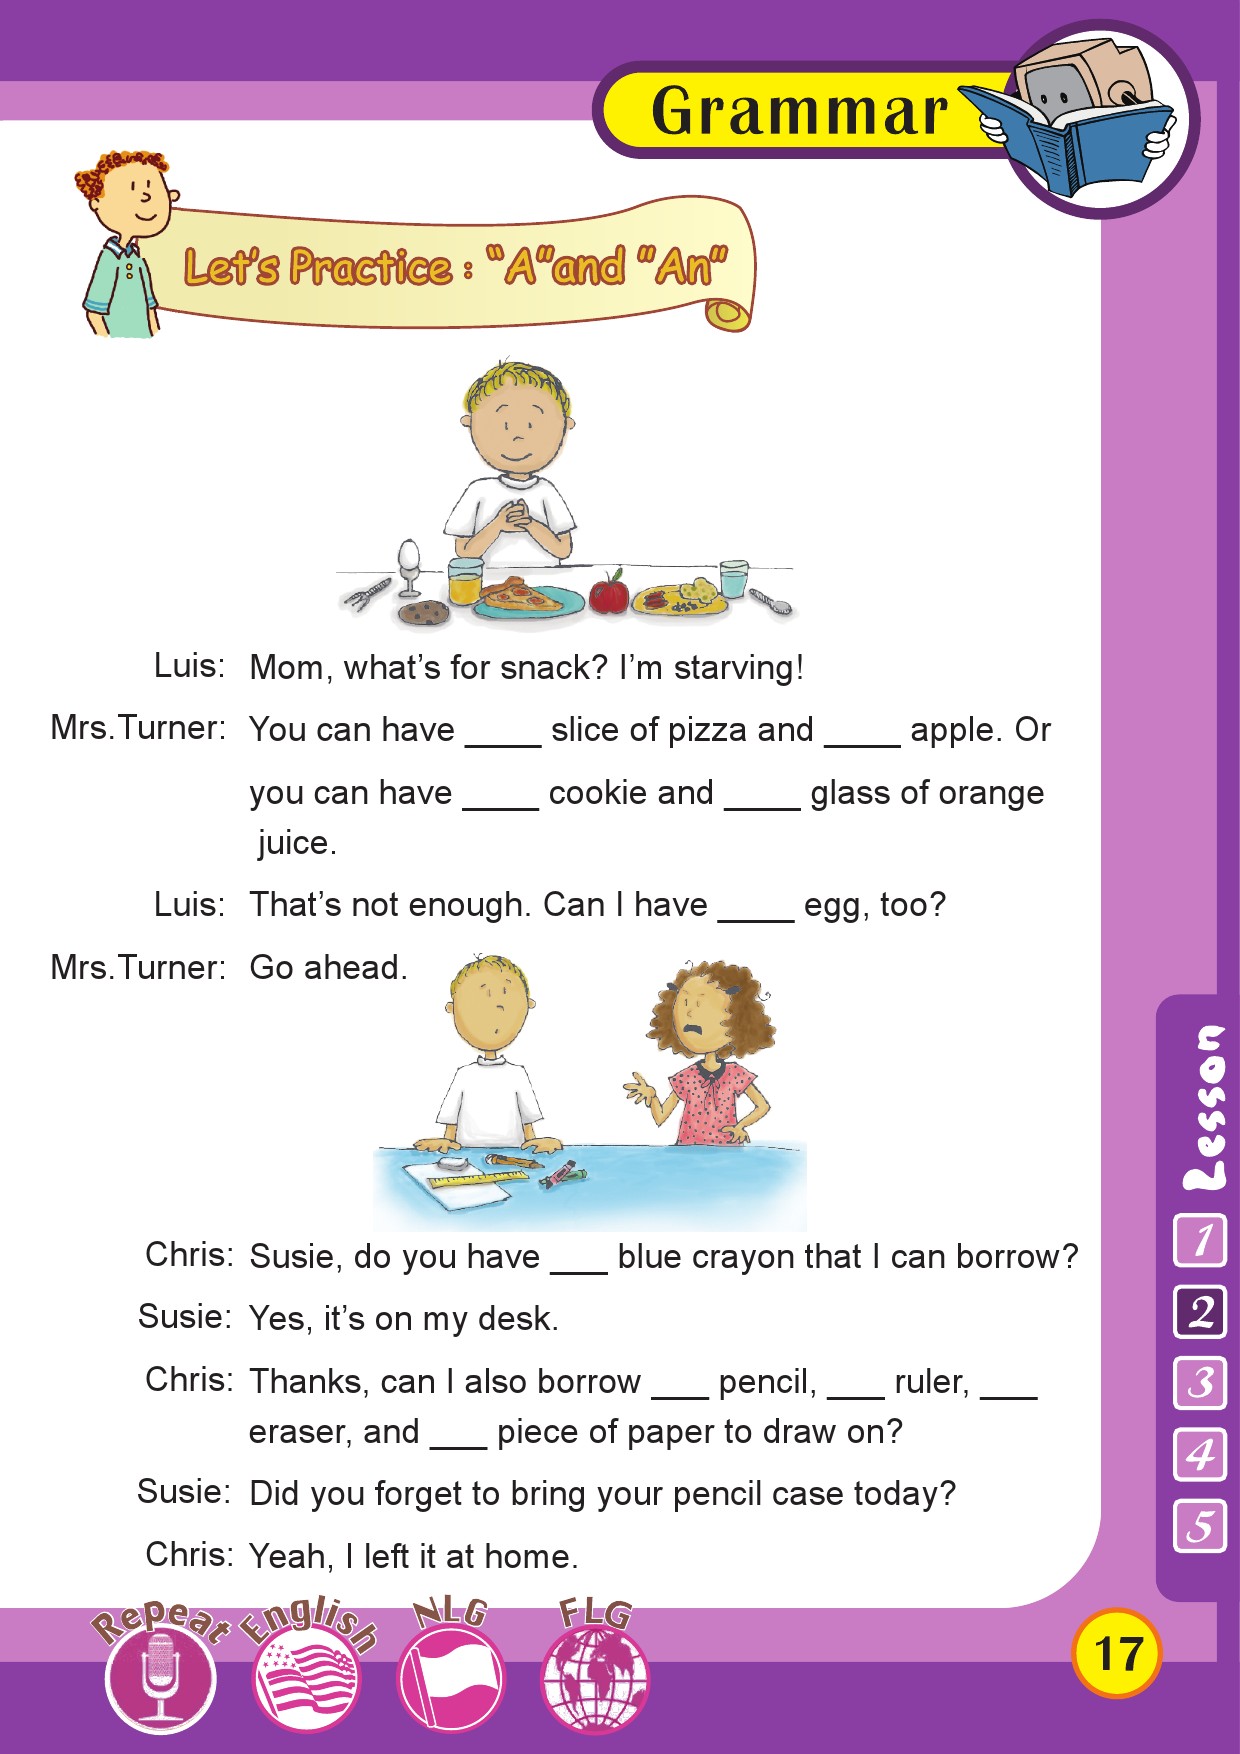 Grammar
Let's Practice : "A"and "An"
Luis: Mom, what's for snack? I'm starving!
Mrs.Turner: You can have ____ slice of pizza and ____ apple. Or
you can have ____ cookie and ____ glass of orange
juice.
Luis: That's not enough. Can I have ____ egg, too?
Mrs.Turner: Go ahead.
Chris: Susie, do you have ___ blue crayon that I can borrow?
Susie: Yes, it's on my desk.
Chris: Thanks, can I also borrow ___ pencil, ___ ruler, ___
eraser, and ___ piece of paper to draw on?
Susie: Did you forget to bring your pencil case today?
Chris: Yeah, I left it at home.
Lesson
1
2
3
4
5
Repeat
English
NLG
FLG
17